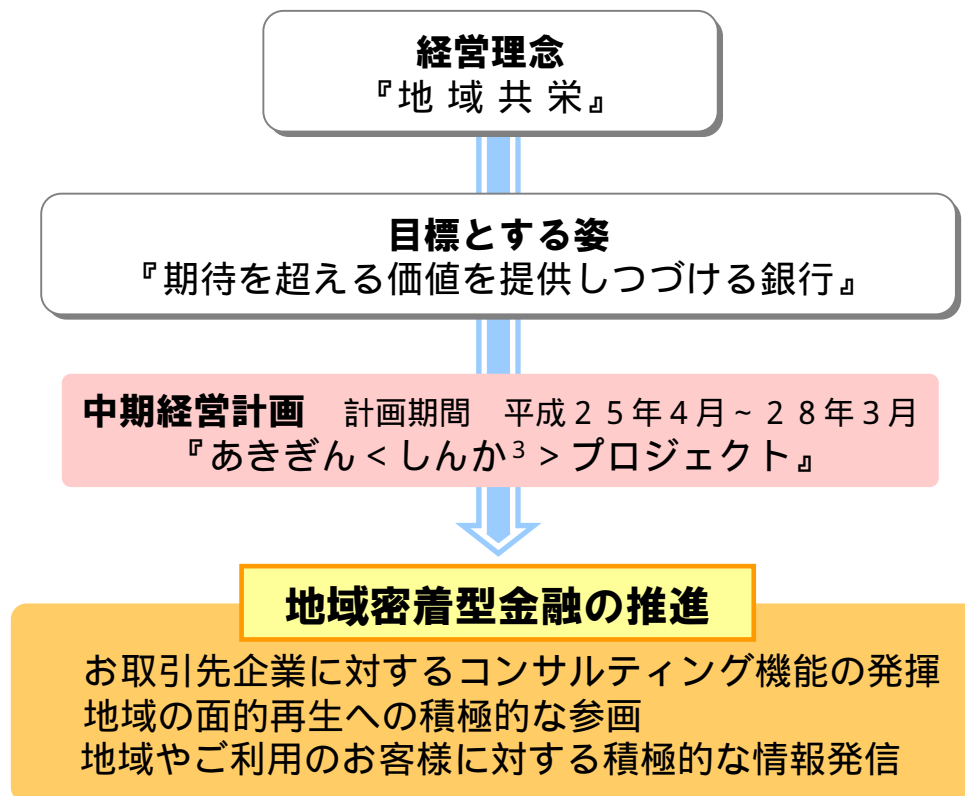 経営理念
『地 域 共 栄』
目標とする姿
『期待を超える価値を提供しつづける銀行』
中期経営計画　計画期間　平成２５年４月～２８年３月
『あきぎん＜しんか³＞プロジェクト』
地域密着型金融の推進
お取引先企業に対するコンサルティング機能の発揮
地域の面的再生への積極的な参画
地域やご利用のお客様に対する積極的な情報発信